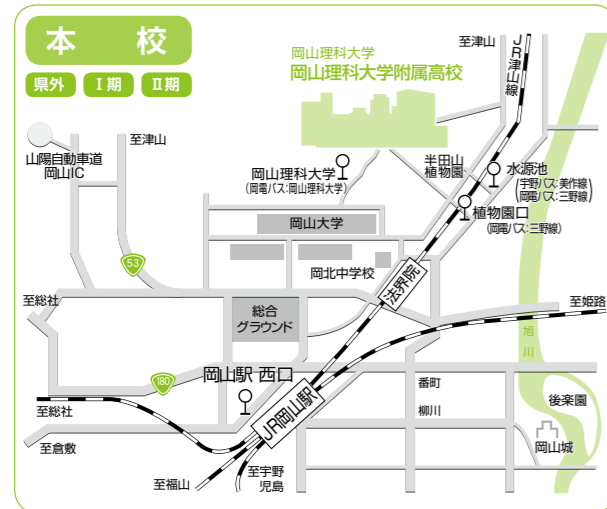 本校
県外
Ⅰ期
Ⅱ期
岡山理科大学
岡山理科大学附属高校
至津山
JR津山線
至津山
山陽自動車道
岡山IC
岡山理科大学
(岡電バス:岡山理科大学)
半田山
植物園
水源池
(宇野バス:美作線
岡電バス:三野線)
植物園口
(岡電バス:三野線)
岡山大学
53
岡北中学校
法界院
至総社
総合
グラウンド
至姫路
旭川
180
岡山駅 西口
JR岡山駅
番町
柳川
後楽園
岡山城
至総社
至倉敷
至福山
至宇野
児島